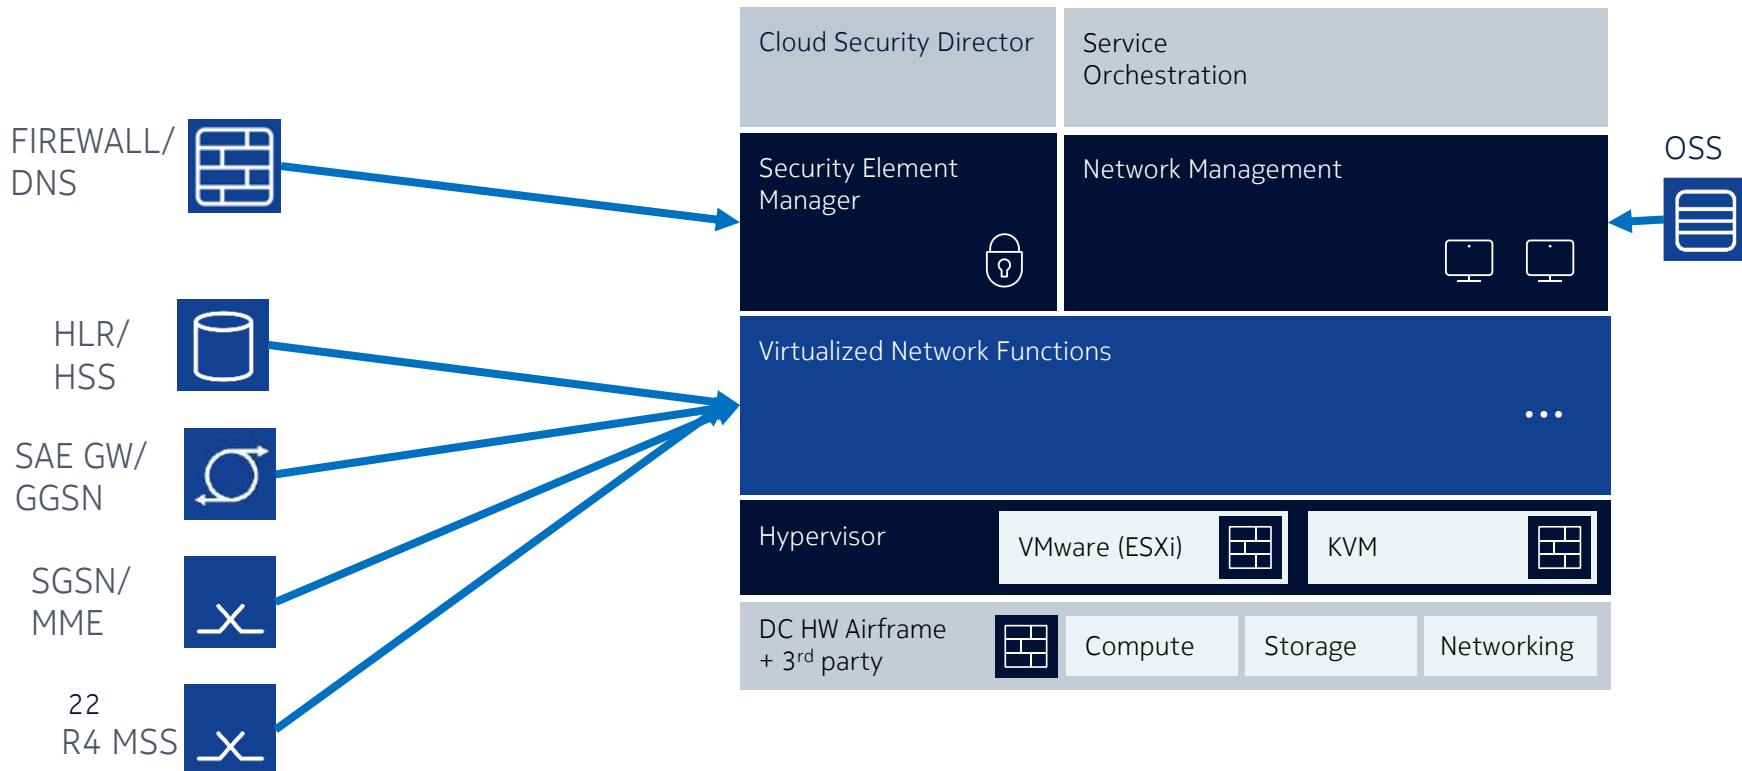 Cloud Security Director
Service
Orchestration
FIREWALL/
DNS
Security Element
Manager
Network Management
OSS
HLR/
HSS
Virtualized Network Functions
...
SAE GW/
GGSN
Hypervisor
VMware (ESXi)
KVM
SGSN/
MME
DC HW Airframe
+ 3rd party
Compute
Storage
Networking
22
R4 MSS